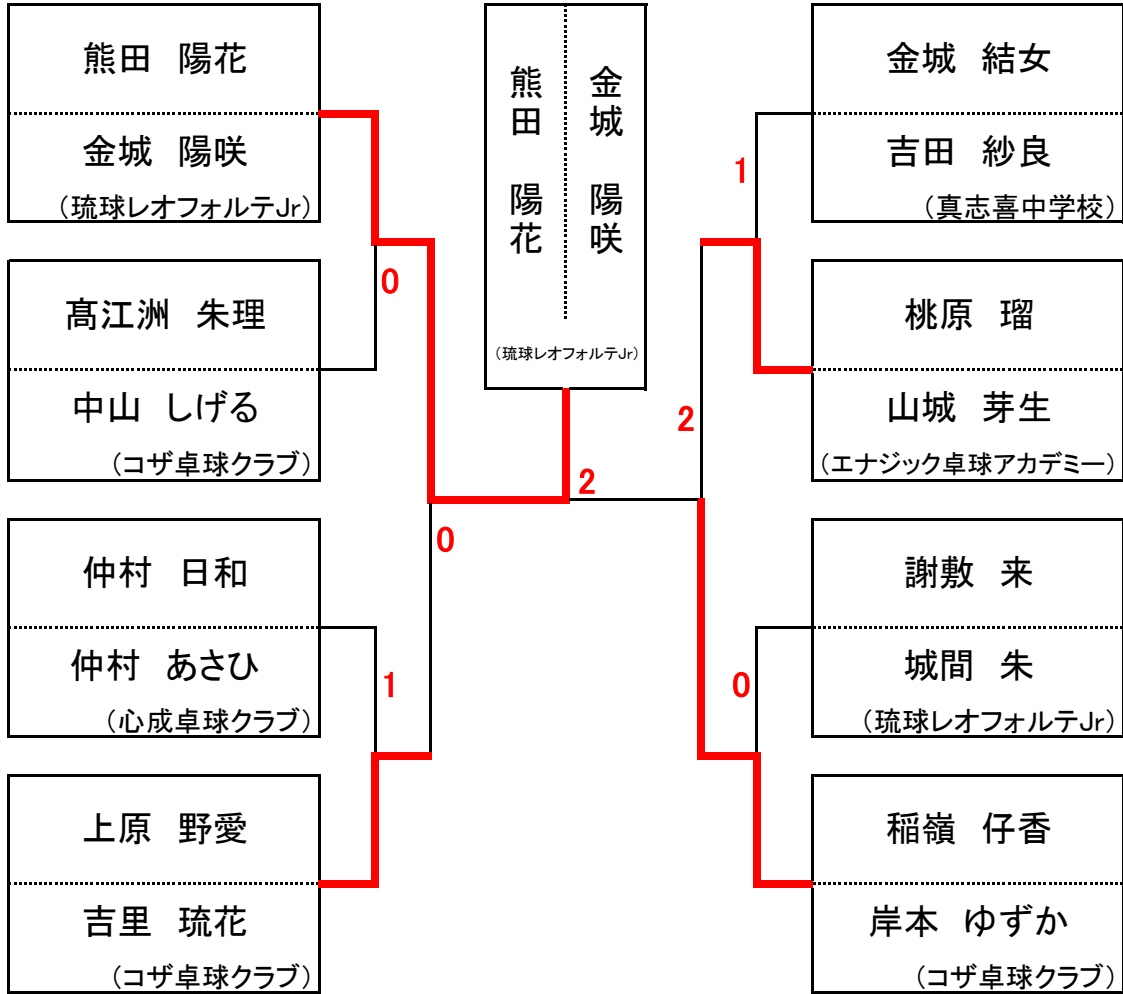 熊田 陽花
金城 陽咲
(琉球レオフォルテJr)
0
髙江洲 朱理
中山 しげる
(コザ卓球クラブ)
0
仲村 日和
仲村 あさひ
(心成卓球クラブ)
1
上原 野愛
吉里 琉花
(コザ卓球クラブ)
熊田 陽花
金城 陽咲
(琉球レオフォルテJr)
2
金城 結女
吉田 紗良
(真志喜中学校)
1
桃原 瑠
山城 芽生
(エナジック卓球アカデミー)
2
謝敷 来
城間 朱
(琉球レオフォルテJr)
0
稲嶺 仔香
岸本 ゆずか
(コザ卓球クラブ)